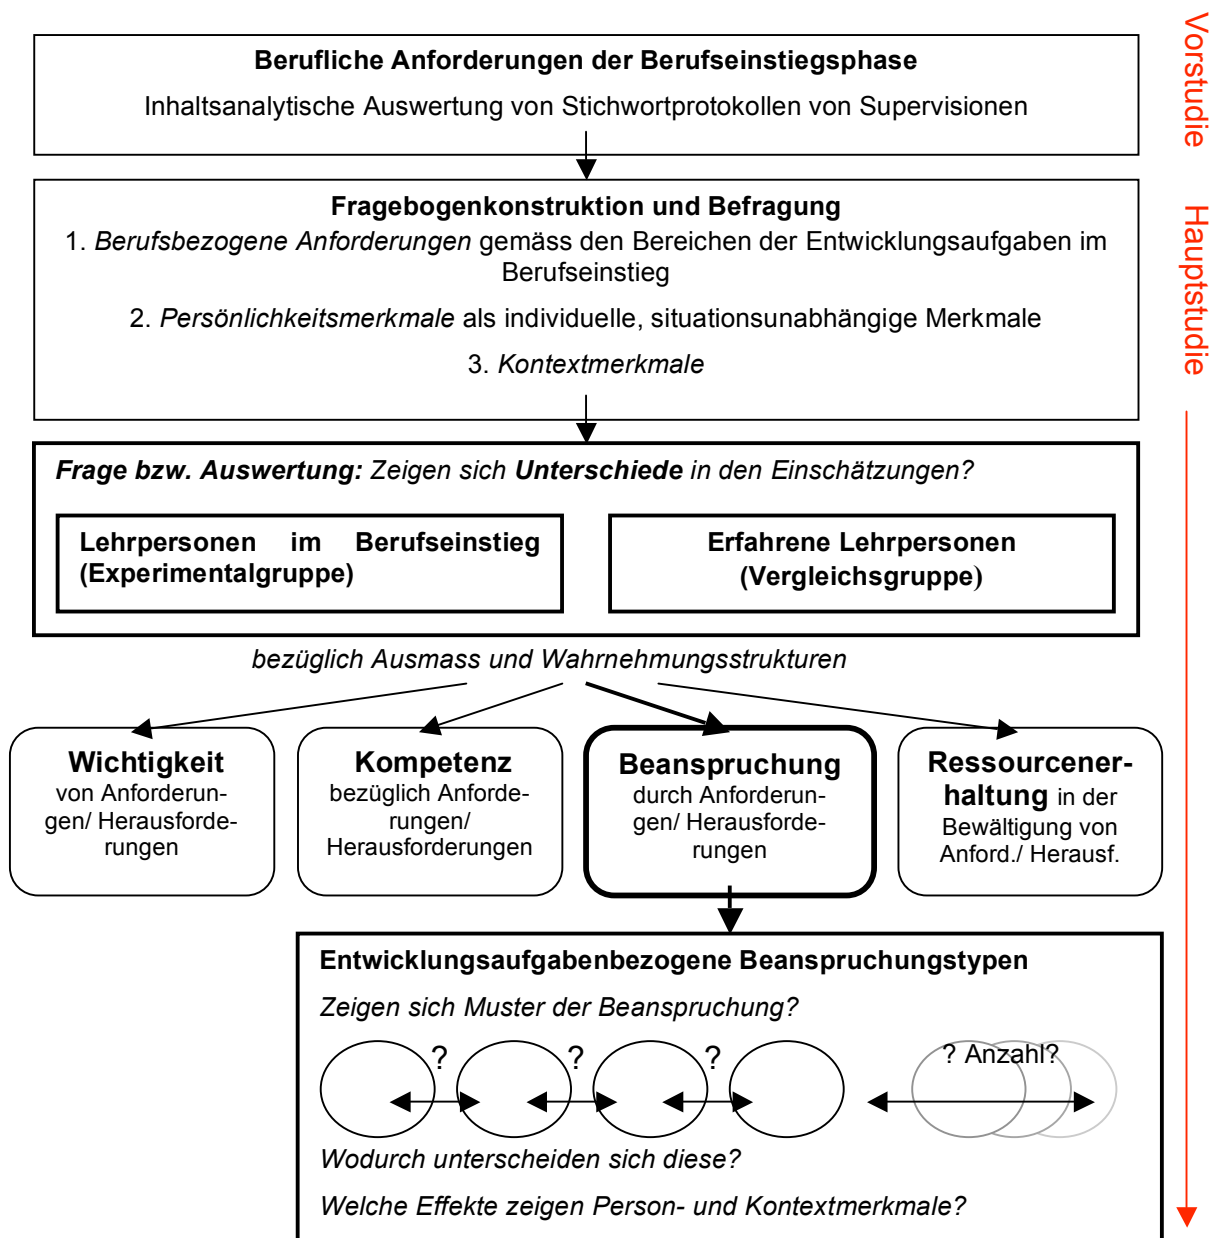 Vorstudie
Berufliche Anforderungen der Berufseinstiegsphase
Inhaltsanalytische Auswertung von Stichwortprotokollen von Supervisionen
Hauptstudie
Fragebogenkonstruktion und Befragung
1. Berufsbezogene Anforderungen gemäss den Bereichen der Entwicklungsaufgaben im
Berufseinstieg
2. Persönlichkeitsmerkmale als individuelle, situationsunabhängige Merkmale
3. Kontextmerkmale
Frage bzw. Auswertung: Zeigen sich Unterschiede in den Einschätzungen?
Lehrpersonen im Berufseinstieg
(Experimentalgruppe)
Erfahrene Lehrpersonen
(Vergleichsgruppe)
bezüglich Ausmass und Wahrnehmungsstrukturen
Wichtigkeit
von Anforderun-
gen/ Herausforde-
rungen
Kompetenz
bezüglich Anforde-
rungen/
Herausforderungen
Beanspruchung
durch Anforderun-
gen/ Herausforde-
rungen
Ressourcener-
haltung in der
Bewältigung von
Anford./ Herausf.
Entwicklungsaufgabenbezogene Beanspruchungstypen
Zeigen sich Muster der Beanspruchung?
? ? ? ? Anzahl?
Wodurch unterscheiden sich diese?
Welche Effekte zeigen Person- und Kontextmerkmale?